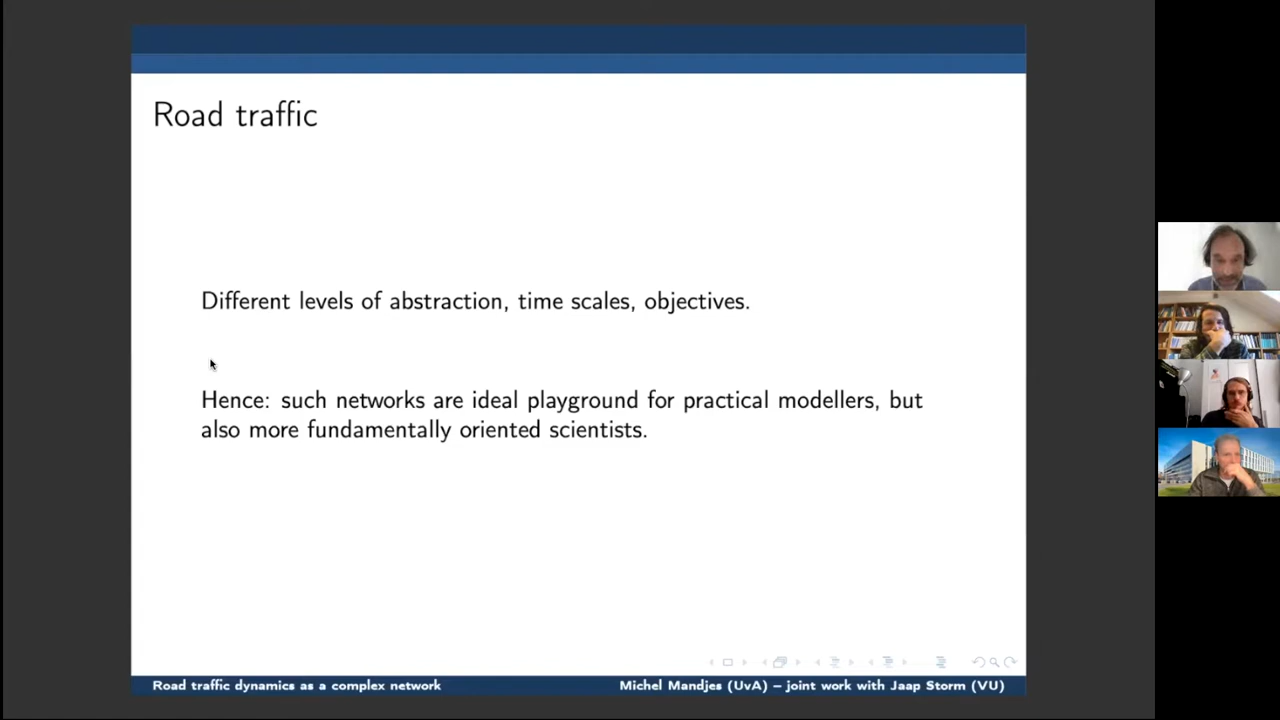 Road traffic
Different levels of abstraction, time scales, objectives.
Hence: such networks are ideal playground for practical modellers, but
also more fundamentally oriented scientists.
Road traffic dynamics as a complex network
Michel Mandjes (UvA) – joint work with Jaap Storm (VU)